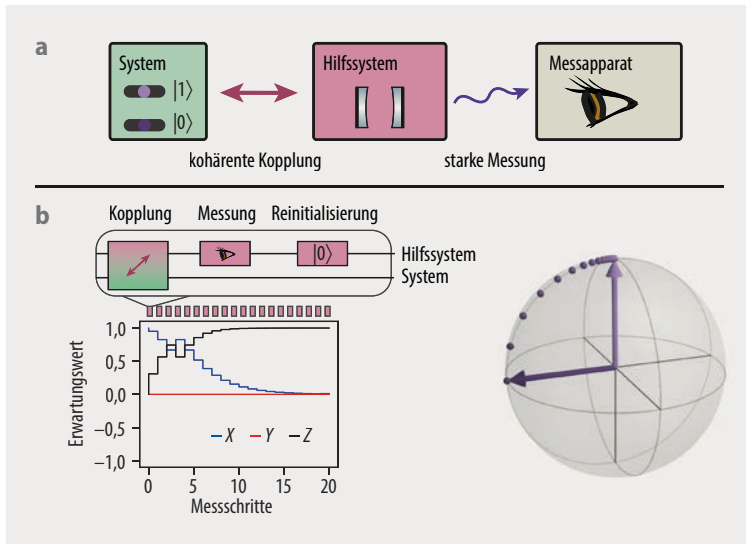 a
System
|1⟩
|0⟩
Hilfssystem
Messapparat
kohärente Kopplung
starke Messung
b
Kopplung
Messung
Reinitialisierung
|0⟩
Hilfssystem
System
Erwartungswert
1,0
0,5
0,0
–0,5
–1,0
X
Y
Z
0 5 10 15 20
Messschritte